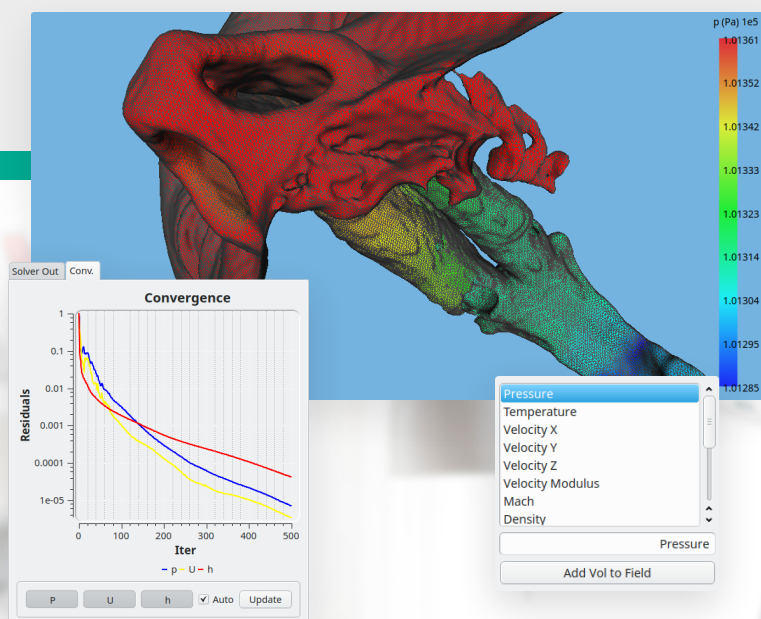 p (Pa) 1e5
1.01361
1.01352
1.01342
1.01333
1.01323
1.01314
1.01304
1.01295
1.01285
Solver Out
Conv.
Convergence
1
0.1
0.01
0.001
0.0001
1e-05
Residuals
0 100 200 300 400 500
Iter
p U h
P U h Auto Update
Pressure
Temperature
Velocity X
Velocity Y
Velocity Z
Velocity Modulus
Mach
Density
Pressure
Add Vol to Field